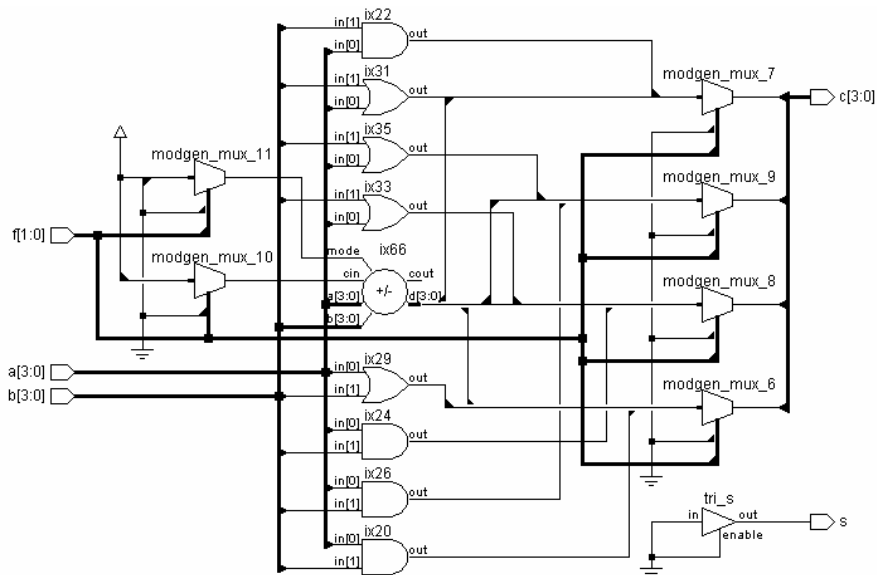 ix22
in[1] out
in[0]
ix31
in[1] out
in[0]
modgen_mux_7
c[3:0]
ix35
in[1] out
in[0]
modgen_mux_11
ix33
in[1] out
in[0]
modgen_mux_9
f[1:0]
modgen_mux_10
mode ix66
cin cout
+/-
a[3:0] d[3:0]
b[3:0]
modgen_mux_8
a[3:0]
b[3:0]
ix29
in[0] out
in[1]
modgen_mux_6
ix24
in[0] out
in[1]
ix26
in[0] out
in[1]
tri_s
in out
enable
s
ix20
in[0] out
in[1]